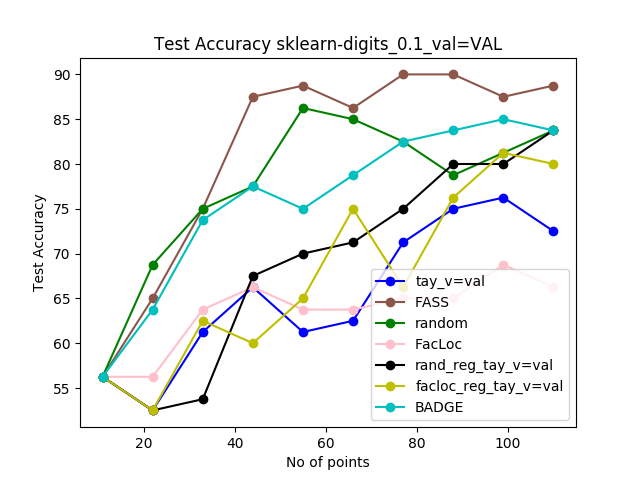 Test Accuracy sklearn-digits_0.1_val=VAL
90
85
80
75
70
65
60
55
Test Accuracy
20
40
60
80
100
No of points
tay_v=val
FASS
random
FacLoc
rand_reg_tay_v=val
facloc_reg_tay_v=val
BADGE